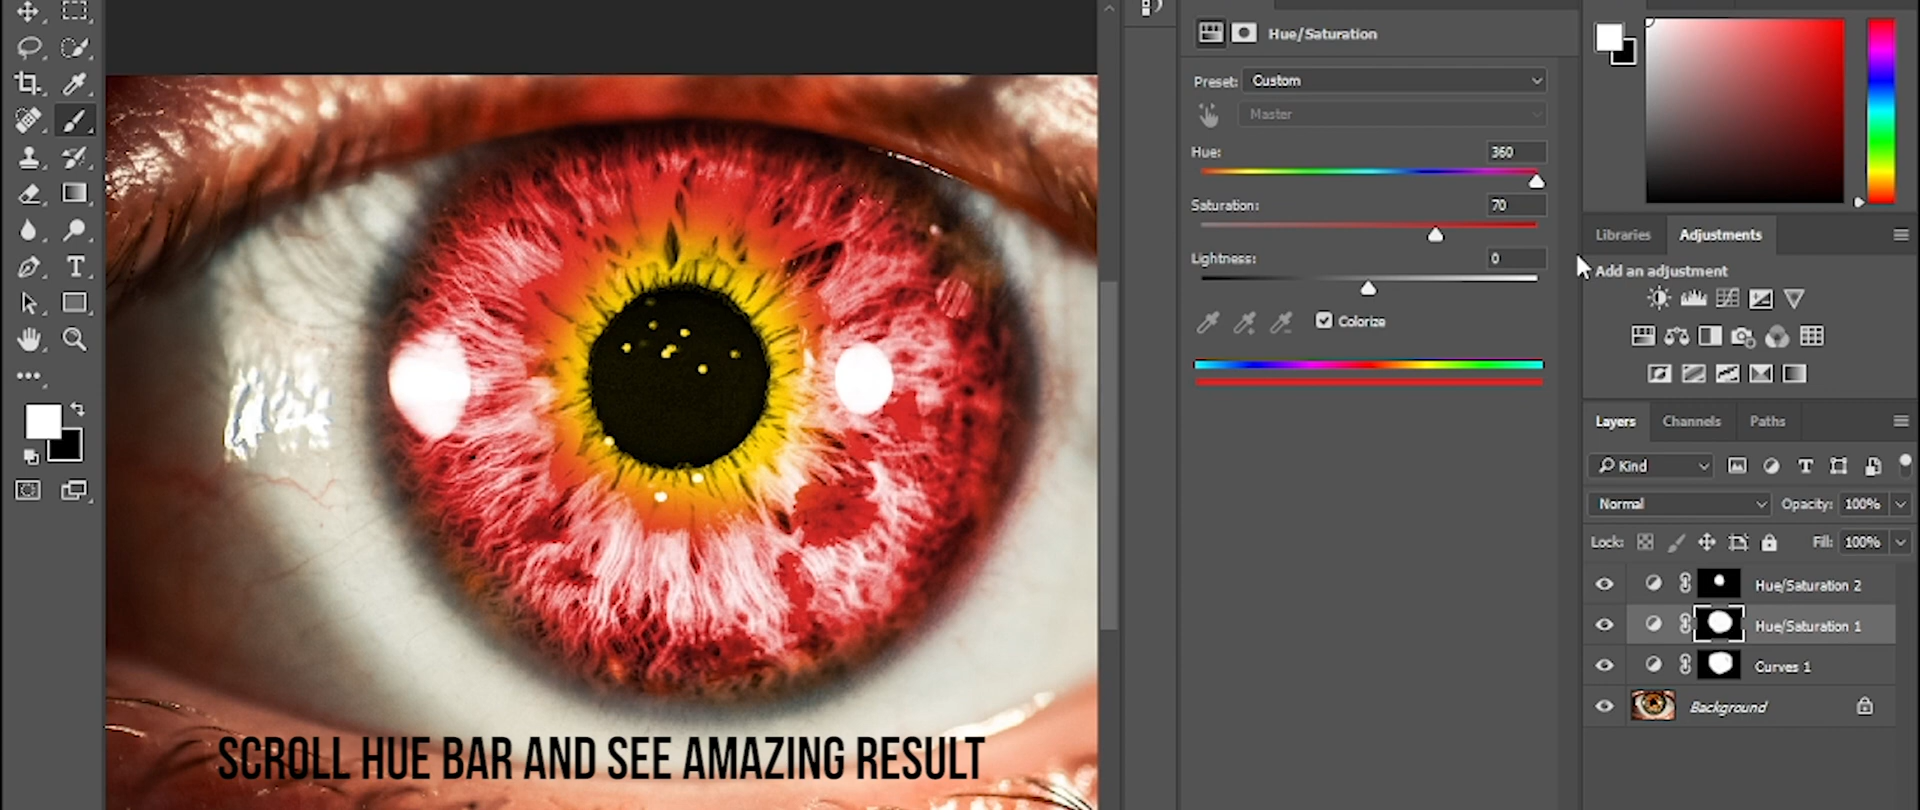 Hue/Saturation
Preset: Custom
Master
Hue: 360
Saturation: 70
Lightness: 0
Colorize
Libraries Adjustments
Add an adjustment
Layers Channels Paths
Kind
Normal Opacity: 100%
Lock: Fill: 100%
Hue/Saturation 2
Hue/Saturation 1
Curves 1
Background
SCROLL HUE BAR AND SEE AMAZING RESULT